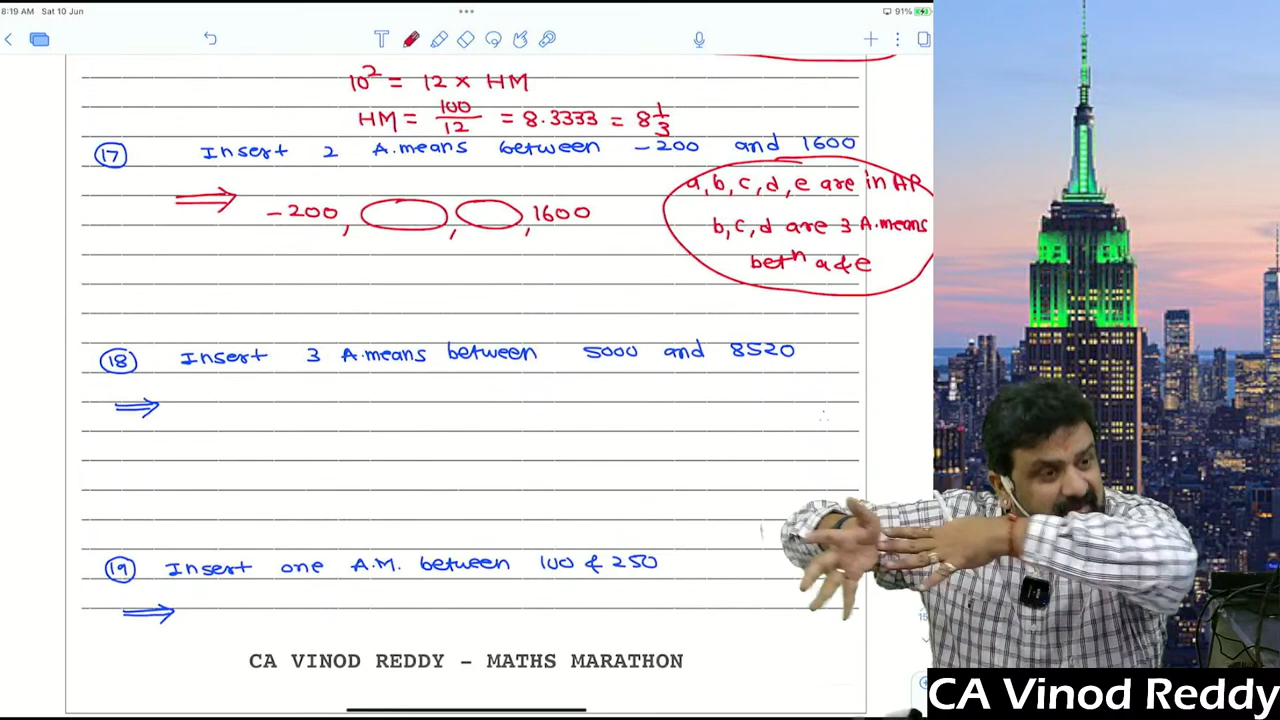 8:19 AM Sat 10 Jun
91%
10² = 12 × HM
HM = 100/12 = 8.3333 = 8 1/3
17 Insert 2 A.means between -200 and 1600
⇒ -200, , , 1600
a, b, c, d, e are in AP
b, c, d are 3 A.means
betⁿ a & e
18 Insert 3 A.means between 5000 and 8520
⇒
19 Insert one A.M. between 100 & 250
⇒
CA VINOD REDDY - MATHS MARATHON
CA Vinod Reddy